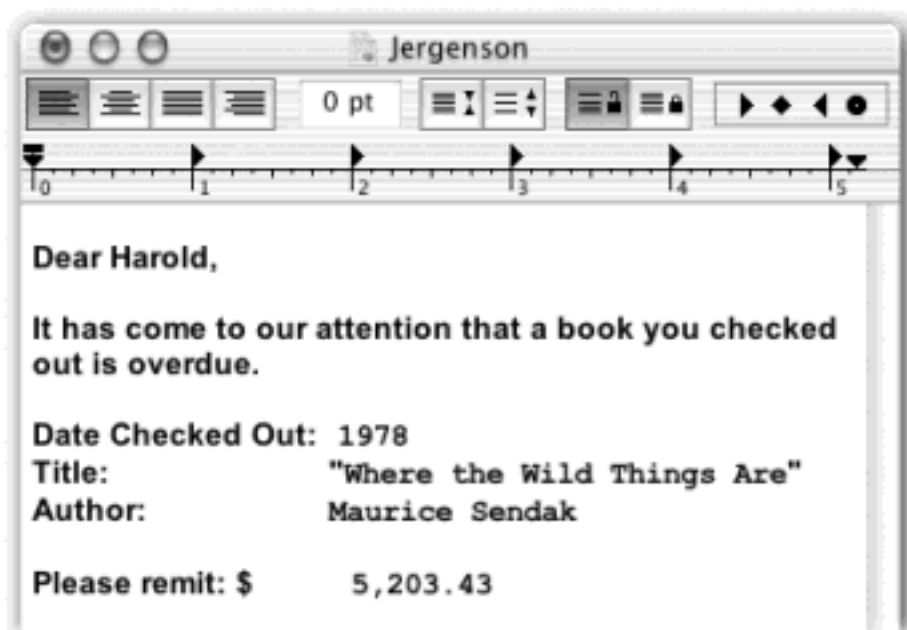 Jergenson
0 pt
0 1 2 3 4 5
Dear Harold,
It has come to our attention that a book you checked
out is overdue.
Date Checked Out: 1978
Title: "Where the Wild Things Are"
Author: Maurice Sendak
Please remit: $ 5,203.43